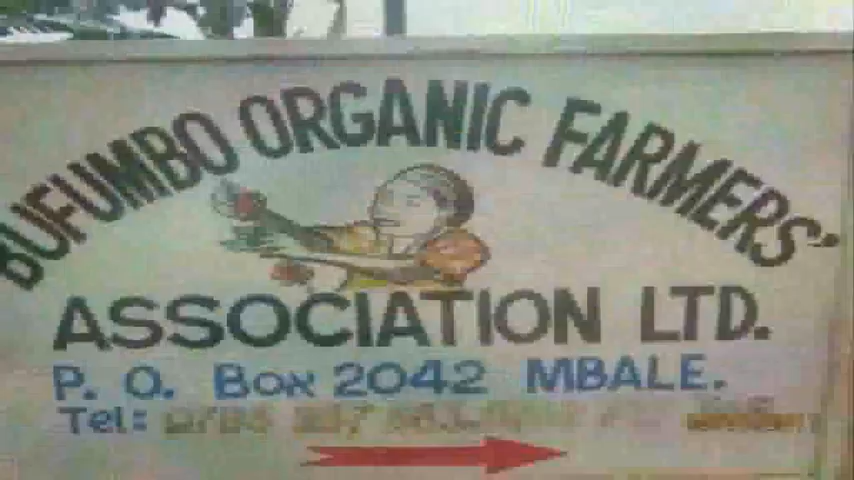 BUFUMBO ORGANIC FARMERS'
ASSOCIATION LTD.
P. O. Box 2042 MBALE.
Tel: